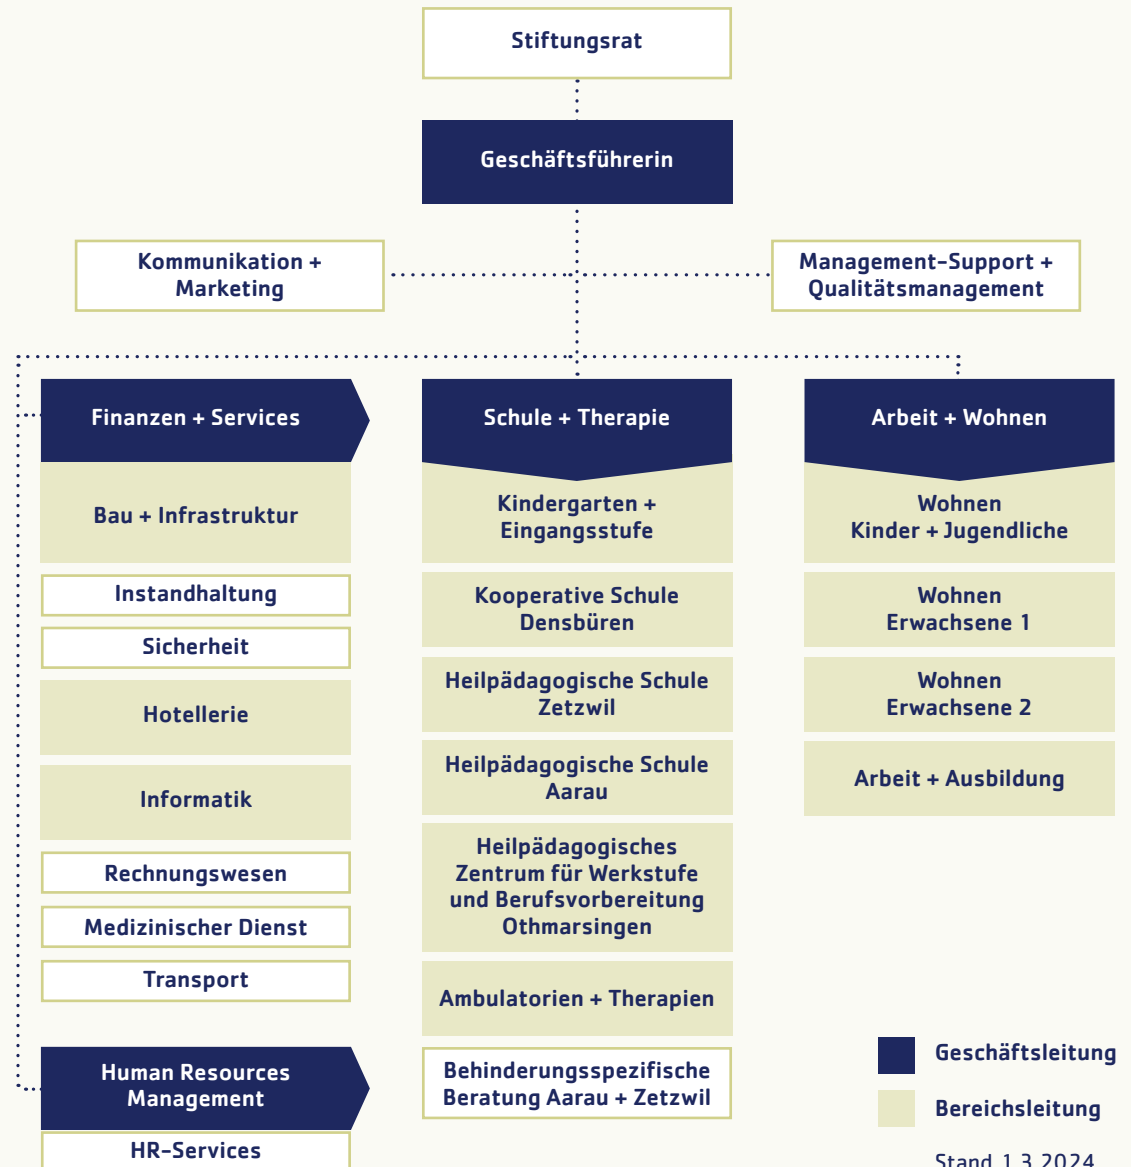 Stiftungsrat
Geschäftsführerin
Kommunikation +
Marketing
Management-Support +
Qualitätsmanagement
Finanzen + Services
Bau + Infrastruktur
Instandhaltung
Sicherheit
Hotellerie
Informatik
Rechnungswesen
Medizinischer Dienst
Transport
Human Resources
Management
HR-Services
Schule + Therapie
Kindergarten +
Eingangsstufe
Kooperative Schule
Densbüren
Heilpädagogische Schule
Zetzwil
Heilpädagogische Schule
Aarau
Heilpädagogisches
Zentrum für Werkstufe
und Berufsvorbereitung
Othmarsingen
Ambulatorien + Therapien
Behinderungsspezifische
Beratung Aarau + Zetzwil
Arbeit + Wohnen
Wohnen
Kinder + Jugendliche
Wohnen
Erwachsene 1
Wohnen
Erwachsene 2
Arbeit + Ausbildung
Geschäftsleitung
Bereichsleitung
Stand 1.3.2024